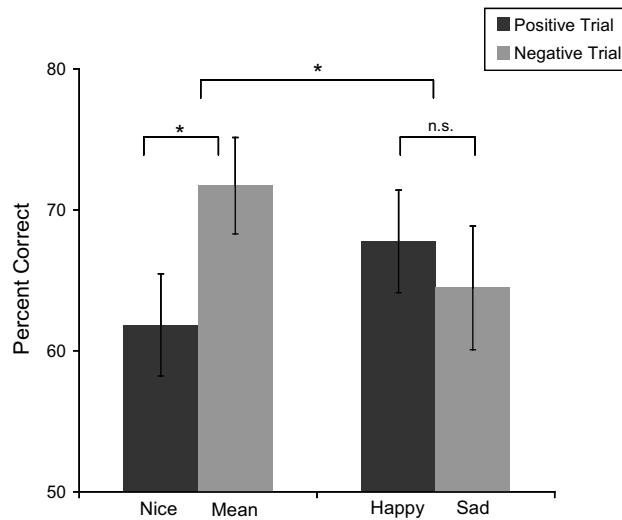 Positive Trial
Negative Trial
80
70
60
50
Percent Correct
*
*
n.s.
Nice Mean Happy Sad